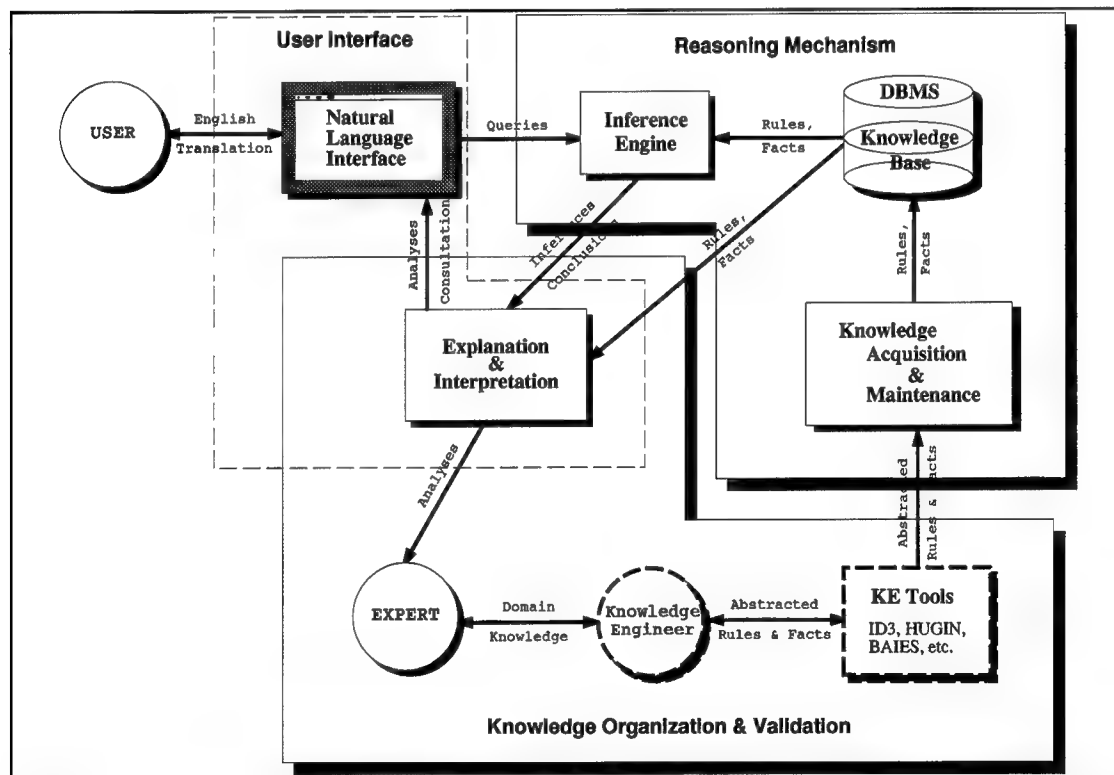 User Interface
Reasoning Mechanism
USER
English
Translation
Natural
Language
Interface
Queries
Inference
Engine
Rules,
Facts
DBMS
Knowledge
Base
Analyses
Consultation
Inferences
Conclusions
Rules,
Facts
Rules,
Facts
Explanation
&
Interpretation
Knowledge
Acquisition
&
Maintenance
Analyses
Abstracted
Rules & Facts
EXPERT
Domain
Knowledge
Knowledge
Engineer
Abstracted
Rules & Facts
KE Tools
ID3, HUGIN,
BAIES, etc.
Knowledge Organization & Validation